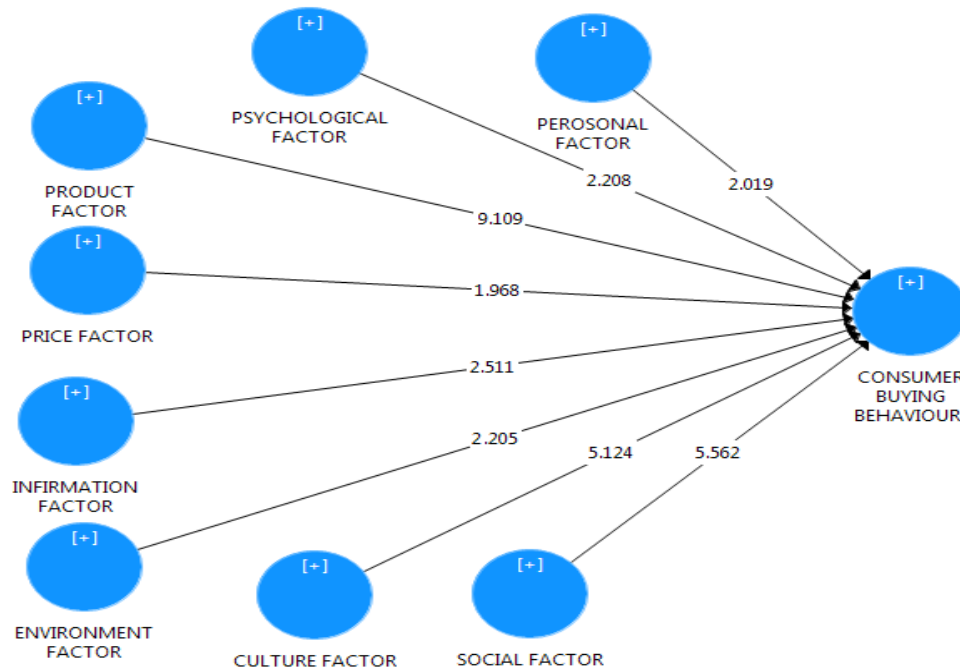 [+]
PSYCHOLOGICAL
FACTOR
[+]
PEROSONAL
FACTOR
[+]
PRODUCT
FACTOR
2.208
2.019
9.109
[+]
PRICE FACTOR
1.968
[+]
CONSUMER
BUYING
BEHAVIOUR
[+]
INFIRMATION
FACTOR
2.511
2.205
5.124
5.562
[+]
ENVIRONMENT
FACTOR
[+]
CULTURE FACTOR
[+]
SOCIAL FACTOR